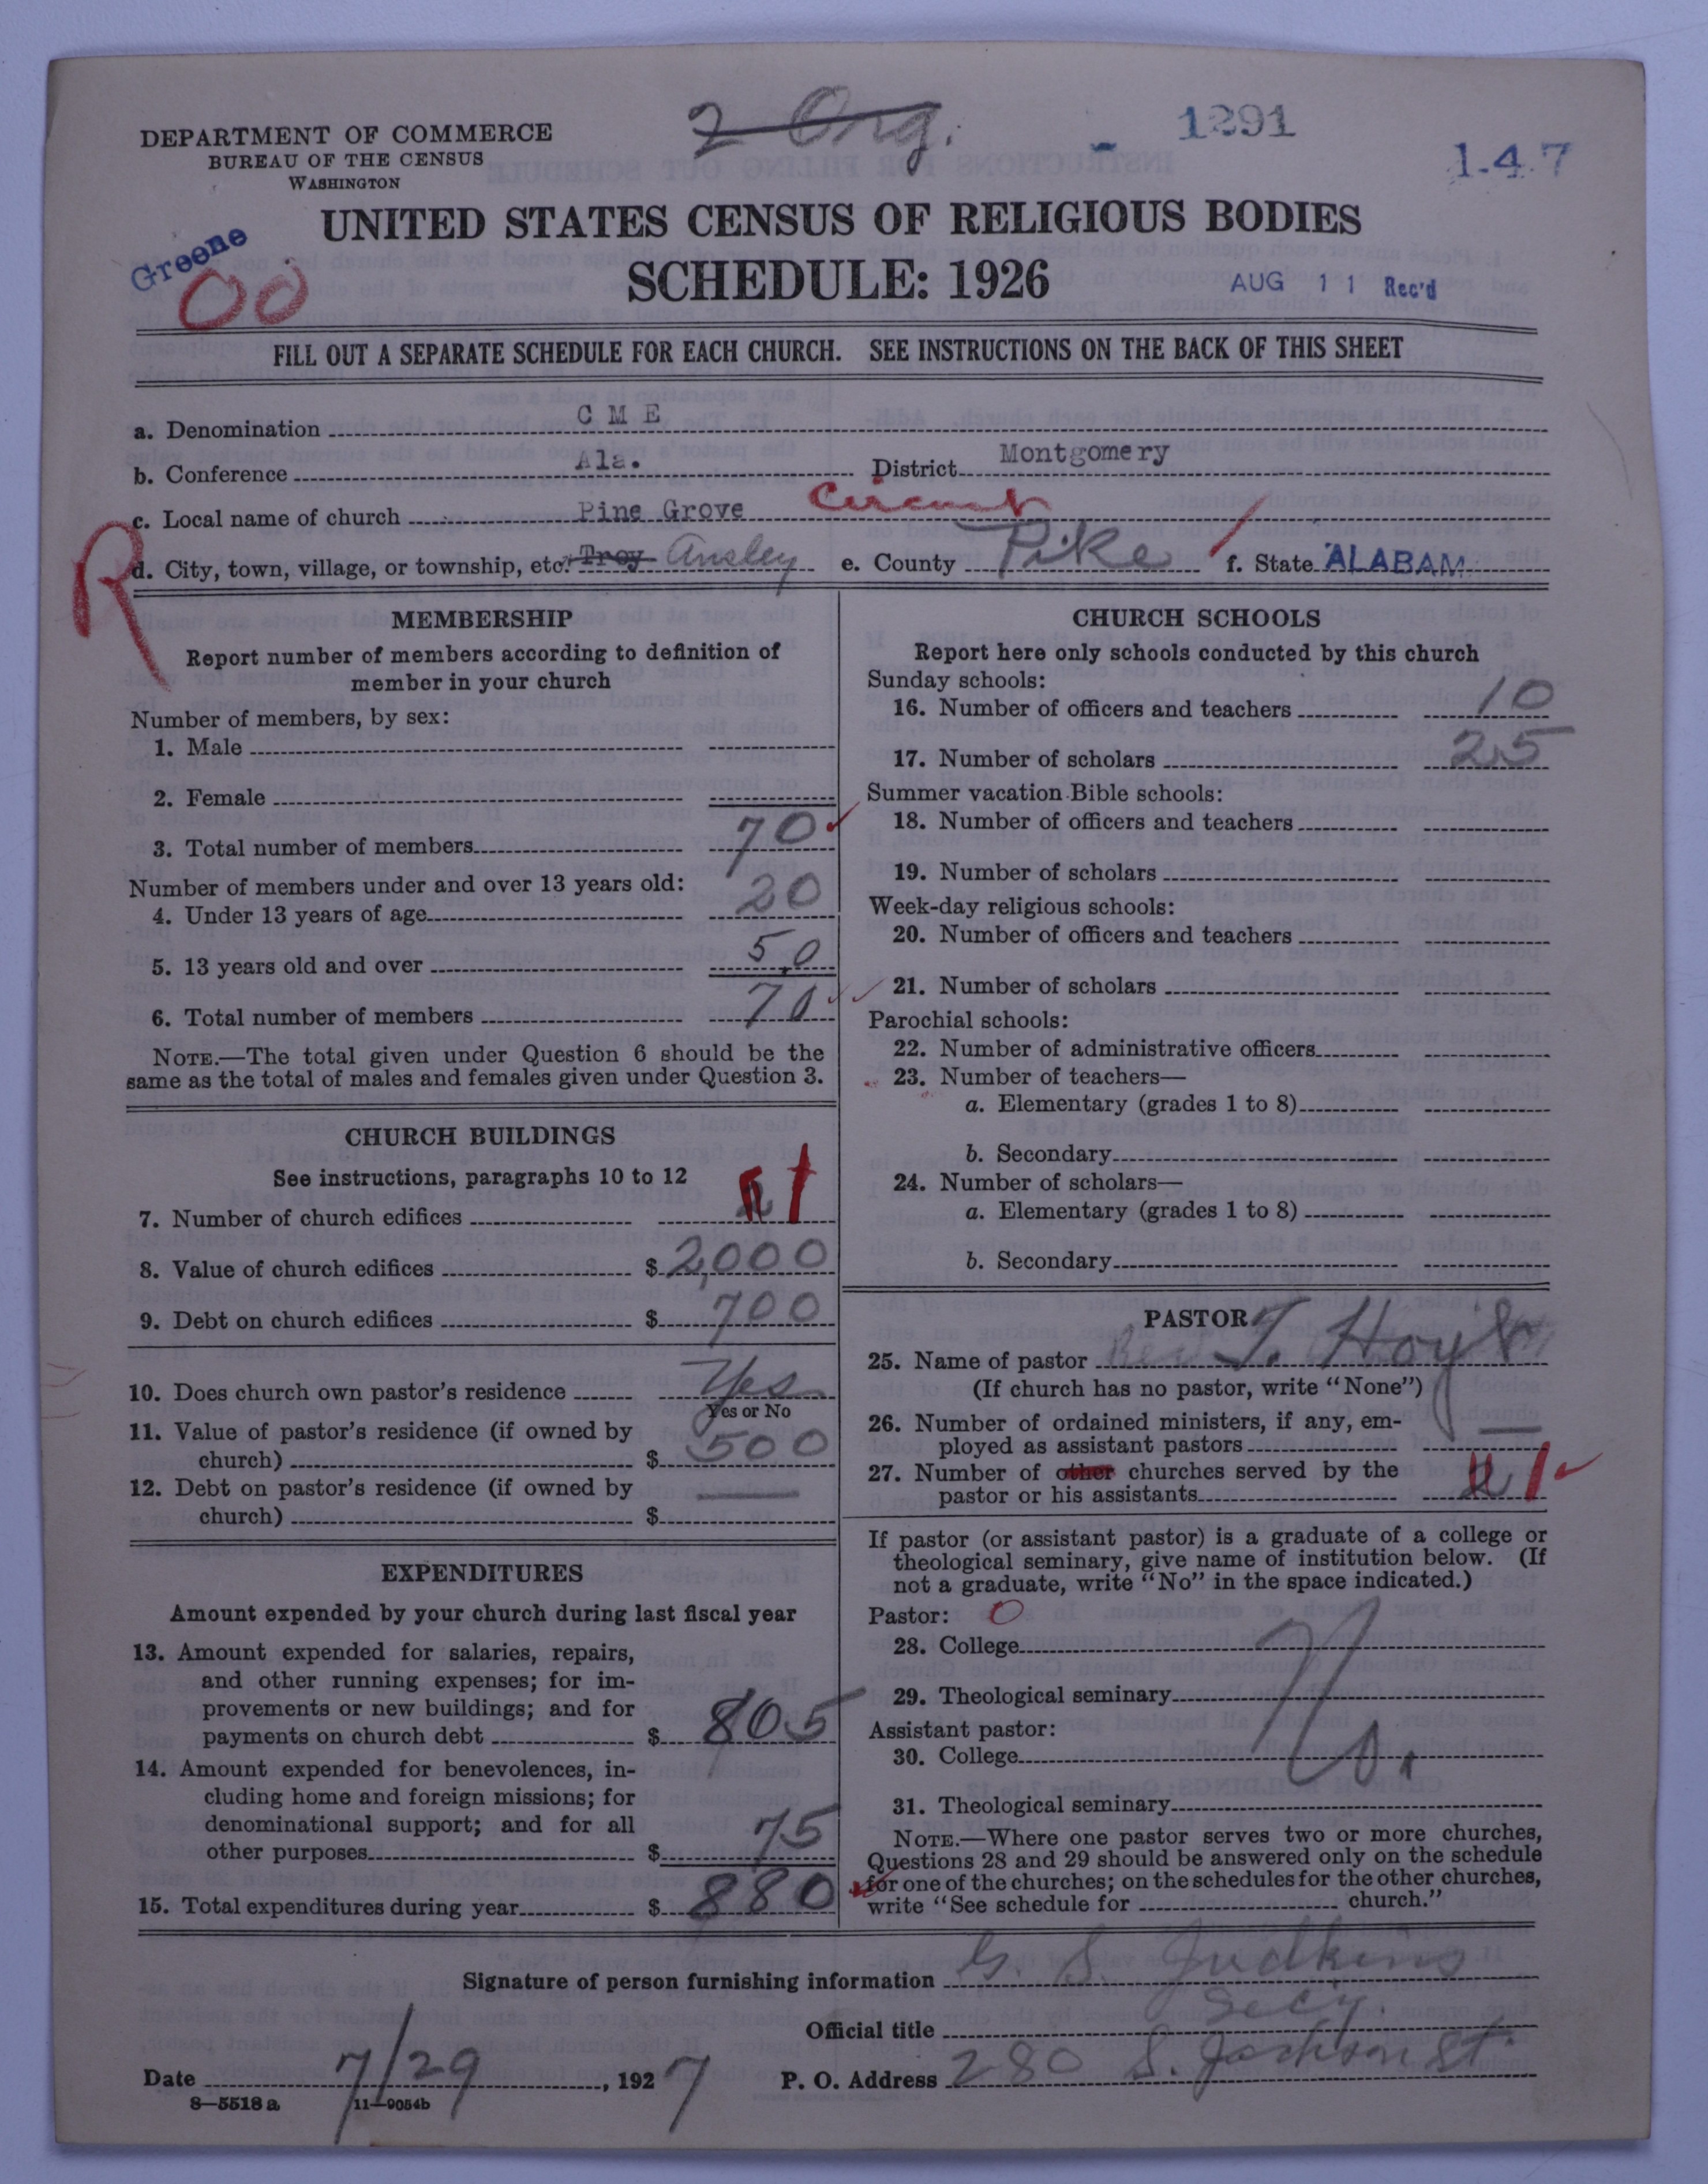 2 Org.
1291
1-47
DEPARTMENT OF COMMERCE
BUREAU OF THE CENSUS
WASHINGTON
UNITED STATES CENSUS OF RELIGIOUS BODIES
Greene
00
SCHEDULE: 1926
AUG 11 Rec'd
FILL OUT A SEPARATE SCHEDULE FOR EACH CHURCH. SEE INSTRUCTIONS ON THE BACK OF THIS SHEET
a. Denomination C M E
b. Conference Ala. District Montgomery
c. Local name of church Pine Grove Circuit
R
d. City, town, village, or township, etc. Troy Ansley e. County Pike f. State ALABAM
MEMBERSHIP
Report number of members according to definition of
member in your church
Number of members, by sex:
1. Male
2. Female
3. Total number of members 70
Number of members under and over 13 years old:
4. Under 13 years of age 20
5. 13 years old and over 50
6. Total number of members 70
NOTE.—The total given under Question 6 should be the
same as the total of males and females given under Question 3.
CHURCH BUILDINGS
See instructions, paragraphs 10 to 12
7. Number of church edifices 2 1
8. Value of church edifices $ 2,000
9. Debt on church edifices $ 700
10. Does church own pastor's residence Yes
Yes or No
11. Value of pastor's residence (if owned by
church) $ 500
12. Debt on pastor's residence (if owned by
church) $
EXPENDITURES
Amount expended by your church during last fiscal year
13. Amount expended for salaries, repairs,
and other running expenses; for im-
provements or new buildings; and for
payments on church debt $ 805
14. Amount expended for benevolences, in-
cluding home and foreign missions; for
denominational support; and for all
other purposes $ 75
15. Total expenditures during year $ 880
CHURCH SCHOOLS
Report here only schools conducted by this church
Sunday schools:
16. Number of officers and teachers 10
17. Number of scholars 25
Summer vacation Bible schools:
18. Number of officers and teachers
19. Number of scholars
Week-day religious schools:
20. Number of officers and teachers
21. Number of scholars
Parochial schools:
22. Number of administrative officers
23. Number of teachers—
a. Elementary (grades 1 to 8)
b. Secondary
24. Number of scholars—
a. Elementary (grades 1 to 8)
b. Secondary
PASTOR
25. Name of pastor Rev. T. Hoy
(If church has no pastor, write "None")
26. Number of ordained ministers, if any, em-
ployed as assistant pastors —
27. Number of other churches served by the
pastor or his assistants 2 1
If pastor (or assistant pastor) is a graduate of a college or
theological seminary, give name of institution below. (If
not a graduate, write "No" in the space indicated.)
Pastor: 0
28. College
29. Theological seminary
Assistant pastor: No.
30. College
31. Theological seminary
NOTE.—Where one pastor serves two or more churches,
Questions 28 and 29 should be answered only on the schedule
for one of the churches; on the schedules for the other churches,
write "See schedule for church."
Signature of person furnishing information G. S. Judkins
Official title Secy.
Date 7/29, 1927 P. O. Address 280 S. Jackson St.
8—5518 a 11—9054b